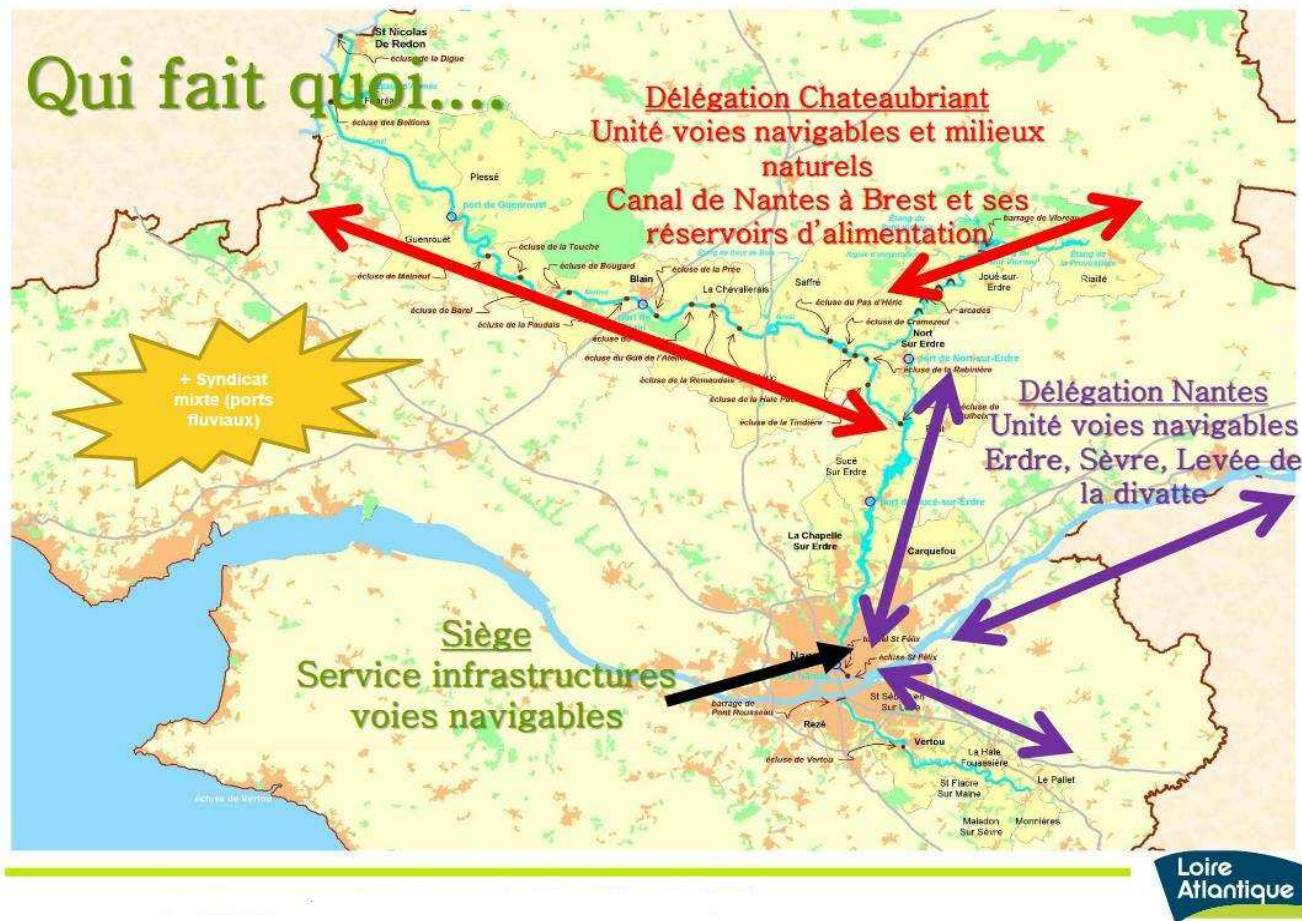 St Nicolas
De Redon
écluse de la Digue
Qui fait quoi....
écluse des Bellions
Plessé
port de Guenrouët
Guenrouët
Délégation Chateaubriant
Unité voies navigables et milieux
naturels
Canal de Nantes à Brest et ses
réservoirs d'alimentation
barrage de Vioreau
écluse de la Touche
écluse de Melneuf
écluse de Bougard
Blain
écluse de la Prée
La Chevallerais
Saffré
Joué-sur-
Erdre
Riaillé
écluse de Barel
écluse de la Paudais
écluse du Pas d'Héric
écluse de Cramezeul
arcades
Nort
Sur Erdre
port de Nort-sur-Erdre
écluse de la Rabinière
écluse de la Remaudais
écluse de la Tindière
+ Syndicat
mixte (ports
fluviaux)
Délégation Nantes
Unité voies navigables
Erdre, Sèvre, Levée de
la divatte
Sucé
Sur Erdre
La Chapelle
Sur Erdre
Carquefou
Siège
Service infrastructures
voies navigables
écluse St Félix
barrage de
Pont Rousseau
Rezé
écluse de Vertou
Vertou
La Haie
Fouassière
St Fiacre
Sur Maine
Le Pallet
Maisdon
Sur Sèvre
Monnières
écluse de Vertou
Loire
Atlantique